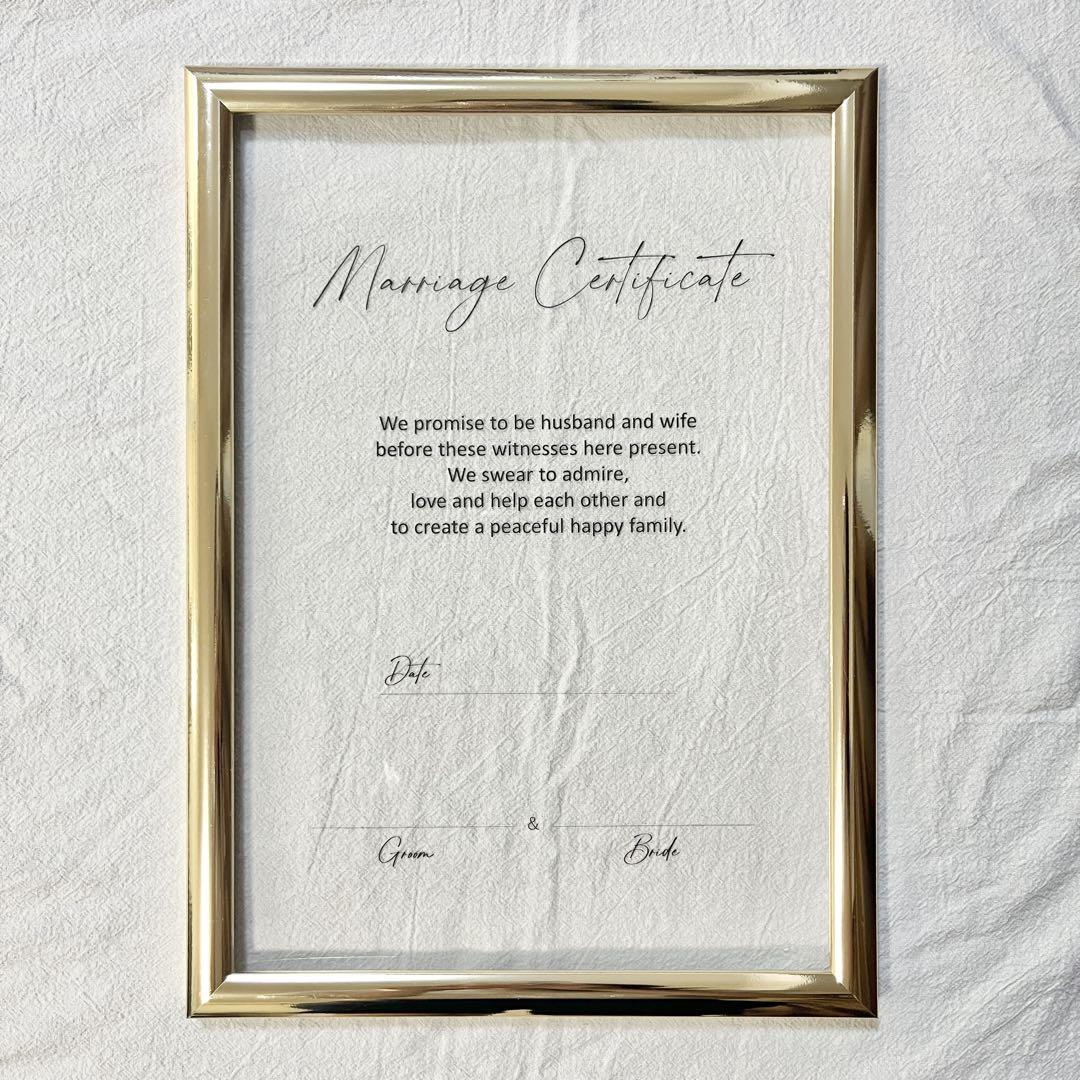 Marriage Certificate
We promise to be husband and wife
before these witnesses here present.
We swear to admire,
love and help each other and
to create a peaceful happy family.
Date
&
Groom Bride